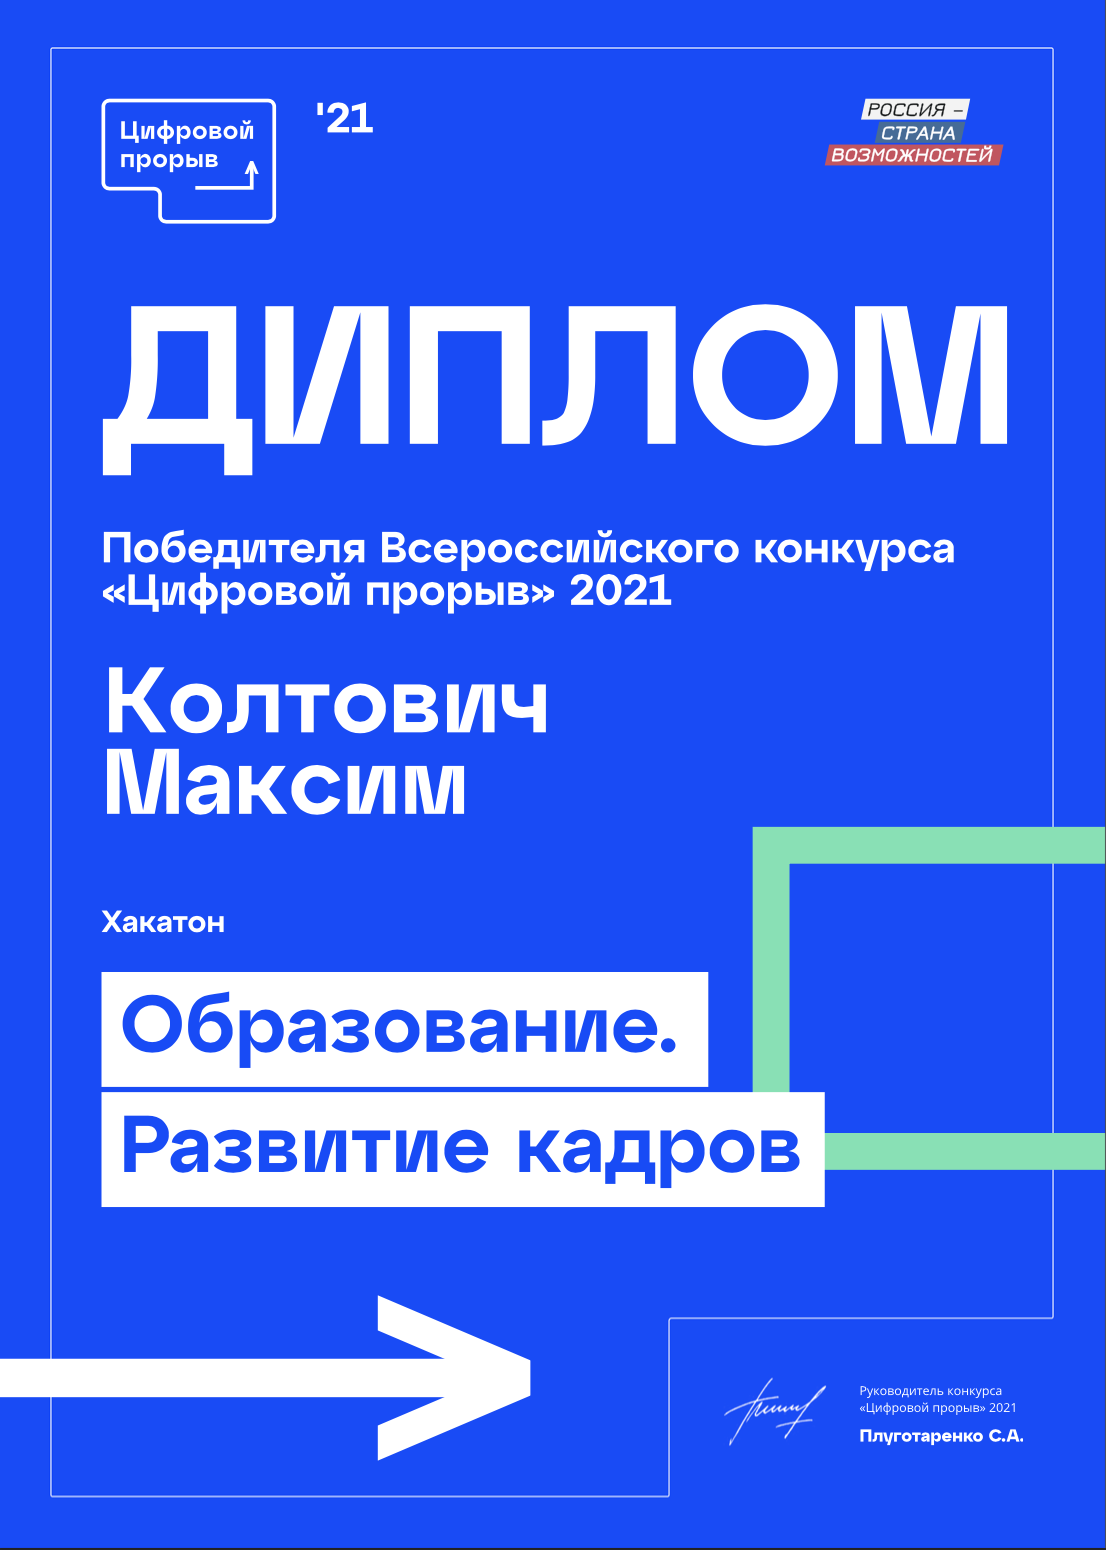 Цифровой
прорыв
'21
РОССИЯ –
СТРАНА
ВОЗМОЖНОСТЕЙ
ДИПЛОМ
Победителя Всероссийского конкурса
«Цифровой прорыв» 2021
Колтович
Максим
Хакатон
Образование.
Развитие кадров
Руководитель конкурса
«Цифровой прорыв» 2021
Плуготаренко С.А.